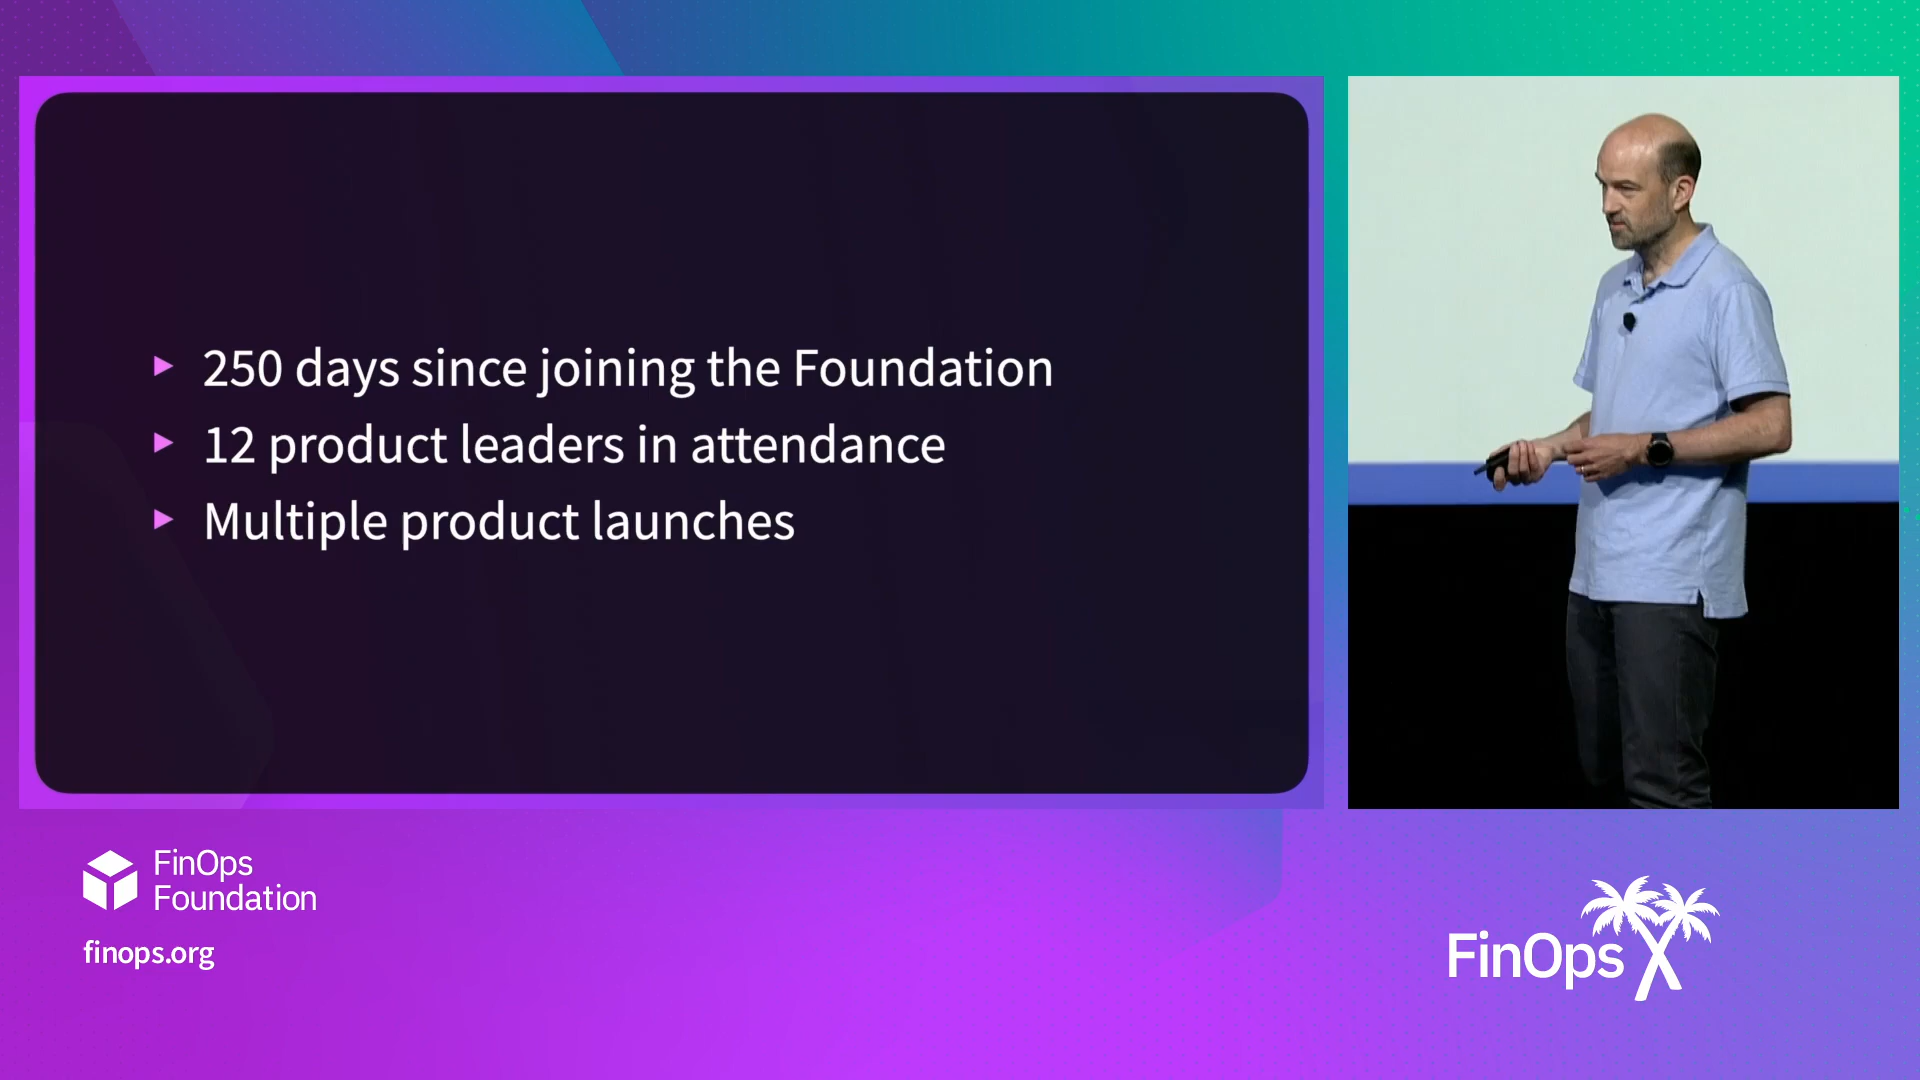 250 days since joining the Foundation
12 product leaders in attendance
Multiple product launches
FinOps
Foundation
finops.org
FinOps X